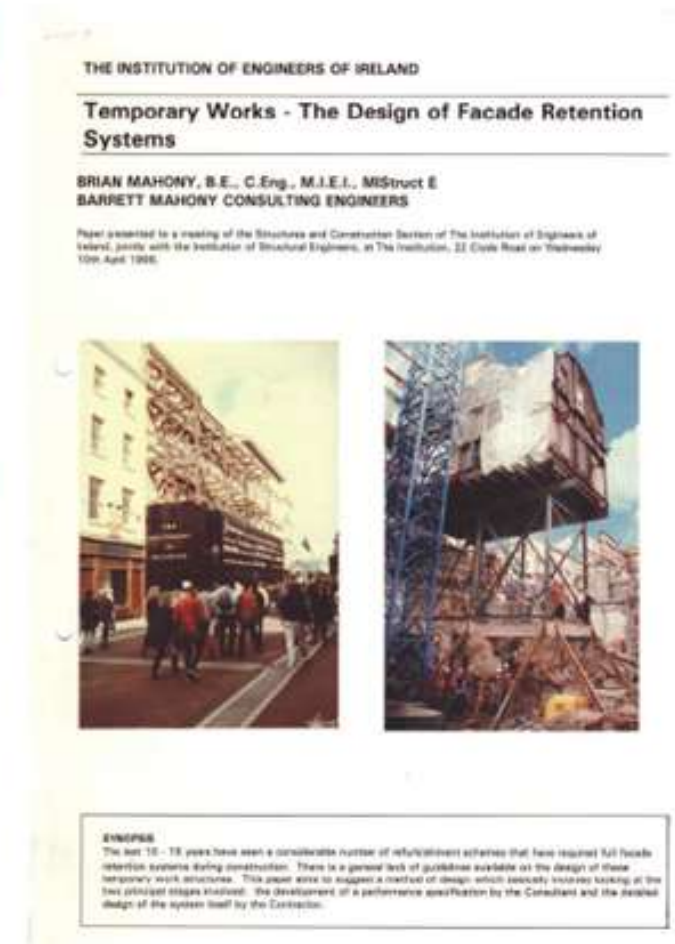 THE INSTITUTION OF ENGINEERS OF IRELAND
Temporary Works - The Design of Facade Retention
Systems
BRIAN MAHONY, B.E., C.Eng., M.I.E.I., MIStruct E
BARRETT MAHONY CONSULTING ENGINEERS
Paper presented to a meeting of the Structures and Construction Section of The Institution of Engineers of
Ireland, jointly with the Institution of Structural Engineers, at The Institution, 22 Clyde Road on Wednesday
10th April
SYNOPSIS
The last 10 - 15 years have seen a considerable number of refurbishment schemes that have required full facade
retention systems during construction. There is a general lack of guidelines available on the design of these
temporary work structures. This paper aims to suggest a method of design which basically involves looking at the
two principal stages involved: the development of a performance specification by the Consultant and the detailed
design of the system itself by the Contractor.